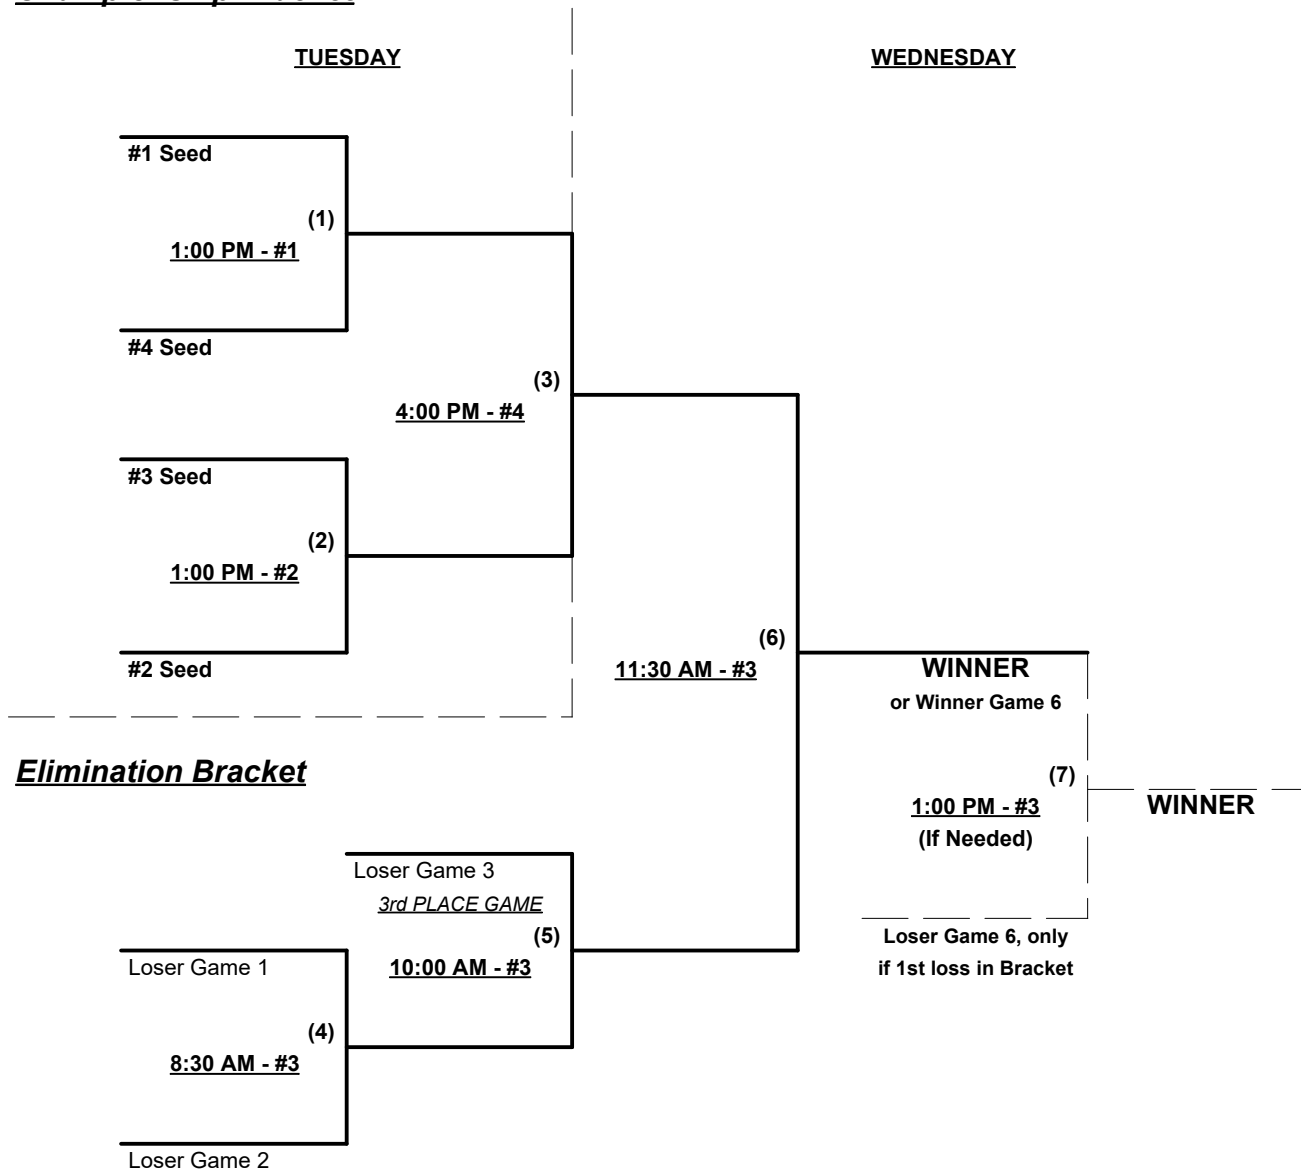 TUESDAY
WEDNESDAY
#1 Seed
(1)
1:00 PM - #1
#4 Seed
(3)
4:00 PM - #4
#3 Seed
(2)
1:00 PM - #2
#2 Seed
(6)
11:30 AM - #3
WINNER
or Winner Game 6
Elimination Bracket
(7)
1:00 PM - #3
(If Needed)
WINNER
Loser Game 3
3rd PLACE GAME
(5)
10:00 AM - #3
Loser Game 6, only
if 1st loss in Bracket
Loser Game 1
(4)
8:30 AM - #3
Loser Game 2